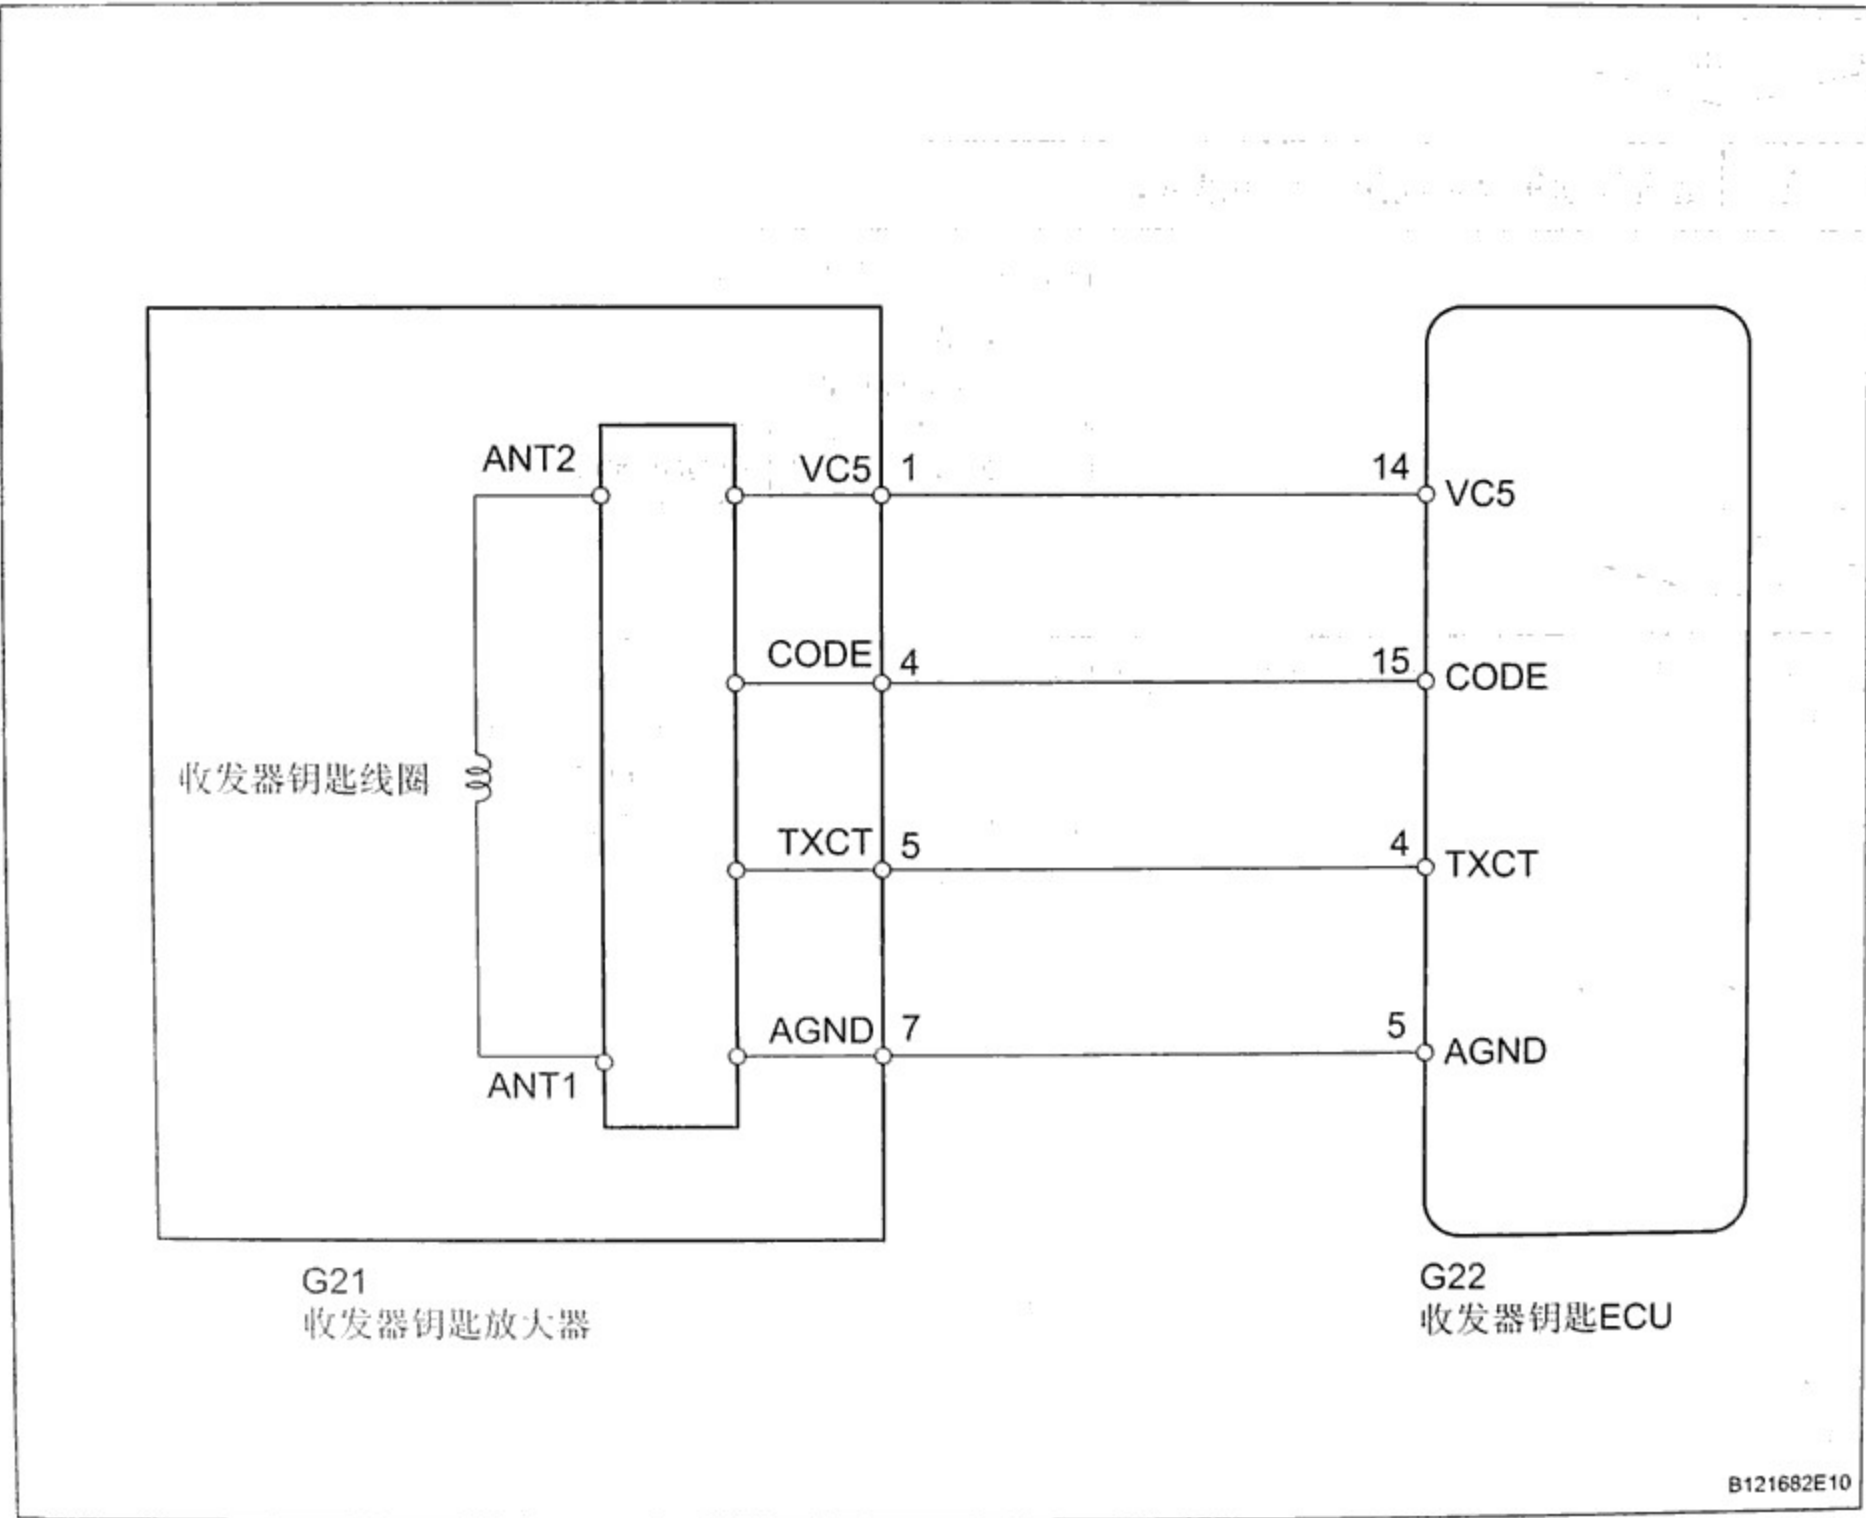 ANT2
VC5 1
14 VC5
CODE 4
15 CODE
收发器钥匙线圈
TXCT 5
4 TXCT
AGND 7
5 AGND
ANT1
G21
收发器钥匙放大器
G22
收发器钥匙ECU
B121682E10